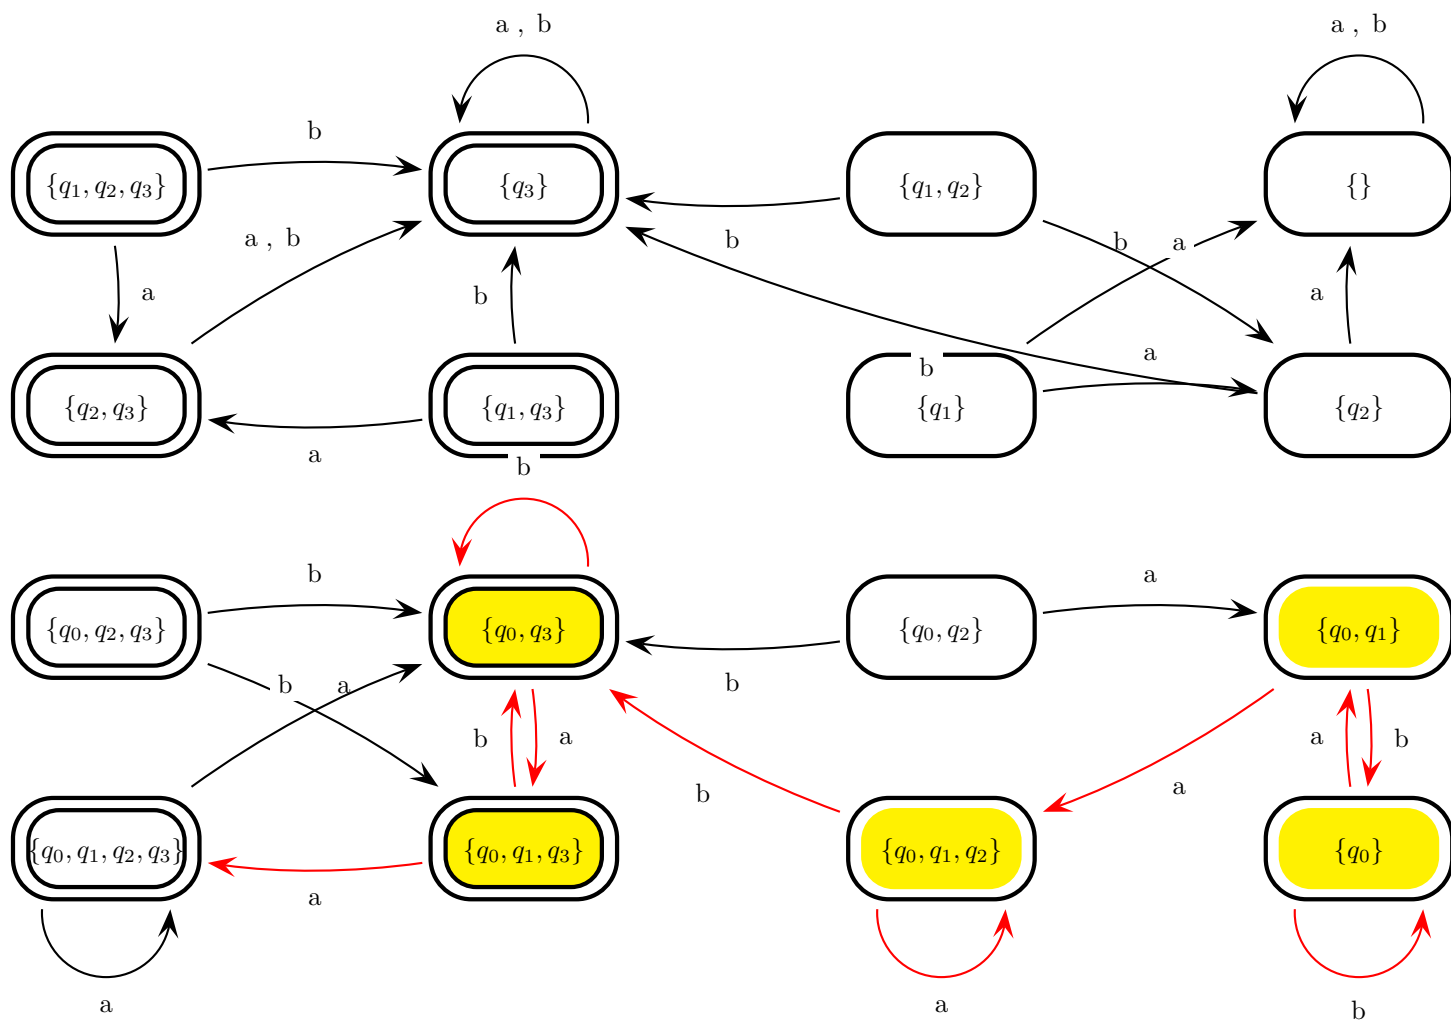 a , b a , b
b
{q₁, q₂, q₃} {q₃} {q₁, q₂} {}
a , b b b a
a b a
a
b
{q₂, q₃} {q₁, q₃} {q₁} {q₂}
a b
b a
{q₀, q₂, q₃} {q₀, q₃} {q₀, q₂} {q₀, q₁}
b a b
b a a b
b a
{q₀, q₁, q₂, q₃} {q₀, q₁, q₃} {q₀, q₁, q₂} {q₀}
a
a a b